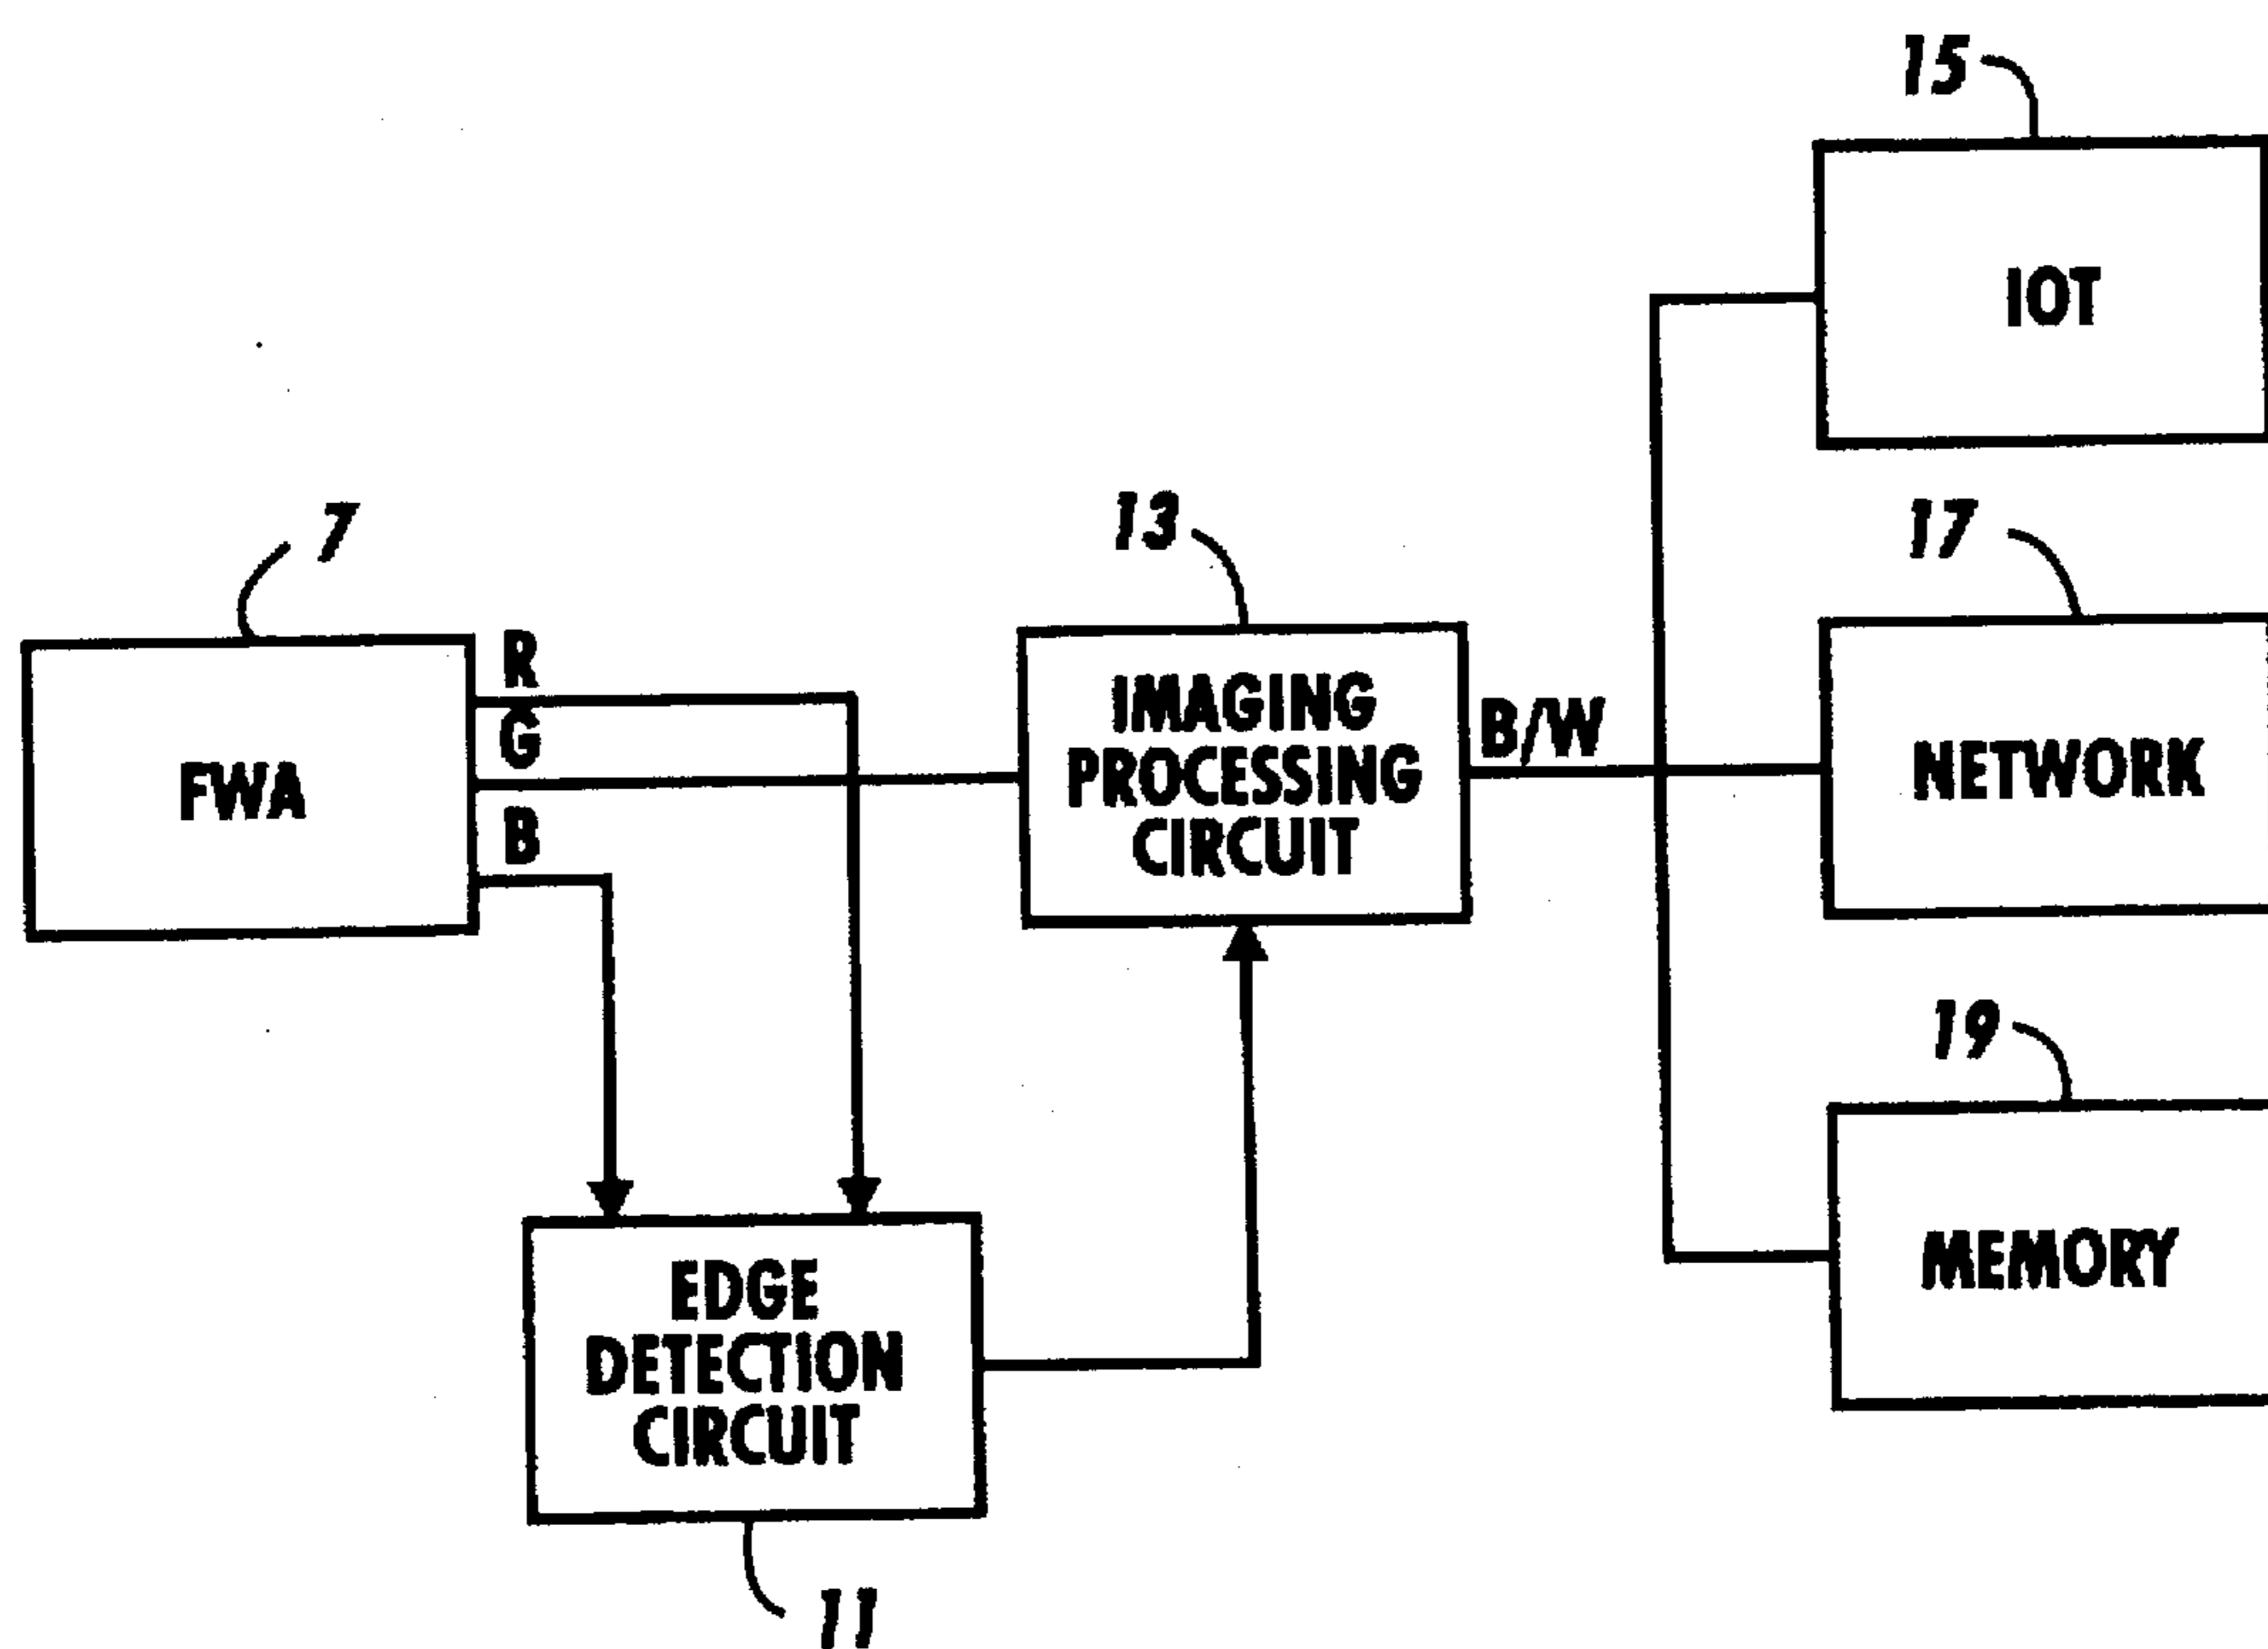 15
IOT
7
13
17
R
G
B
FWA
IMAGING
PROCESSING
CIRCUIT
B/W
NETWORK
19
MEMORY
EDGE
DETECTION
CIRCUIT
11